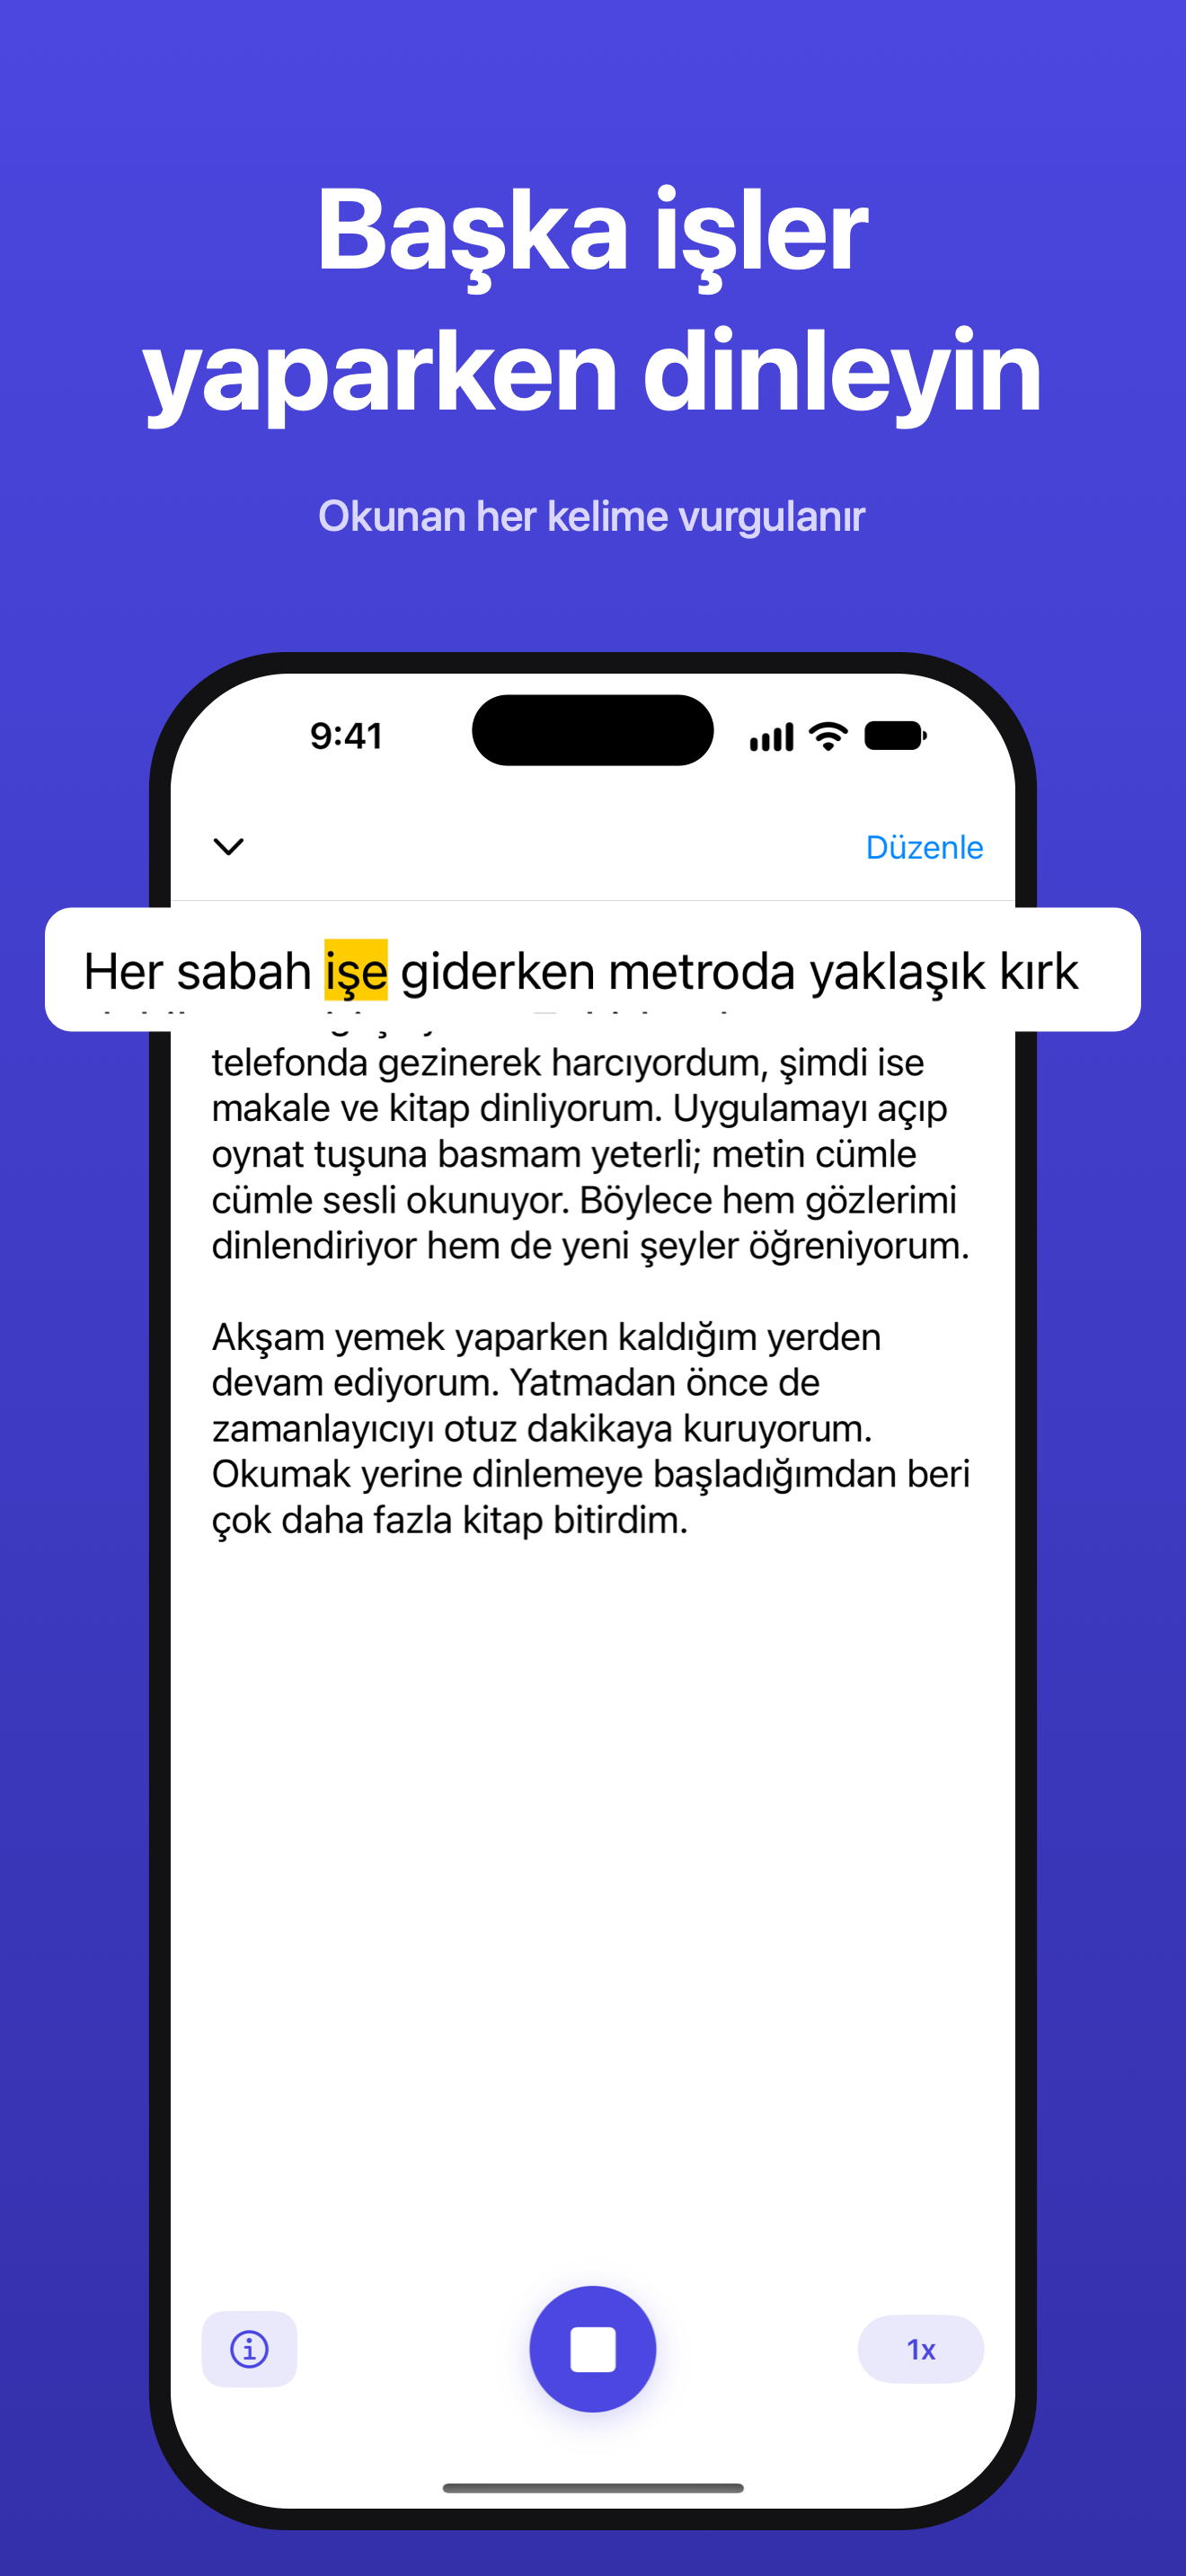 Başka işler
yaparken dinleyin
Okunan her kelime vurgulanır
9:41
Düzenle
Her sabah işe giderken metroda yaklaşık kırk
telefonda gezinerek harcıyordum, şimdi ise
makale ve kitap dinliyorum. Uygulamayı açıp
oynat tuşuna basmam yeterli; metin cümle
cümle sesli okunuyor. Böylece hem gözlerimi
dinlendiriyor hem de yeni şeyler öğreniyorum.
Akşam yemek yaparken kaldığım yerden
devam ediyorum. Yatmadan önce de
zamanlayıcıyı otuz dakikaya kuruyorum.
Okumak yerine dinlemeye başladığımdan beri
çok daha fazla kitap bitirdim.
1x